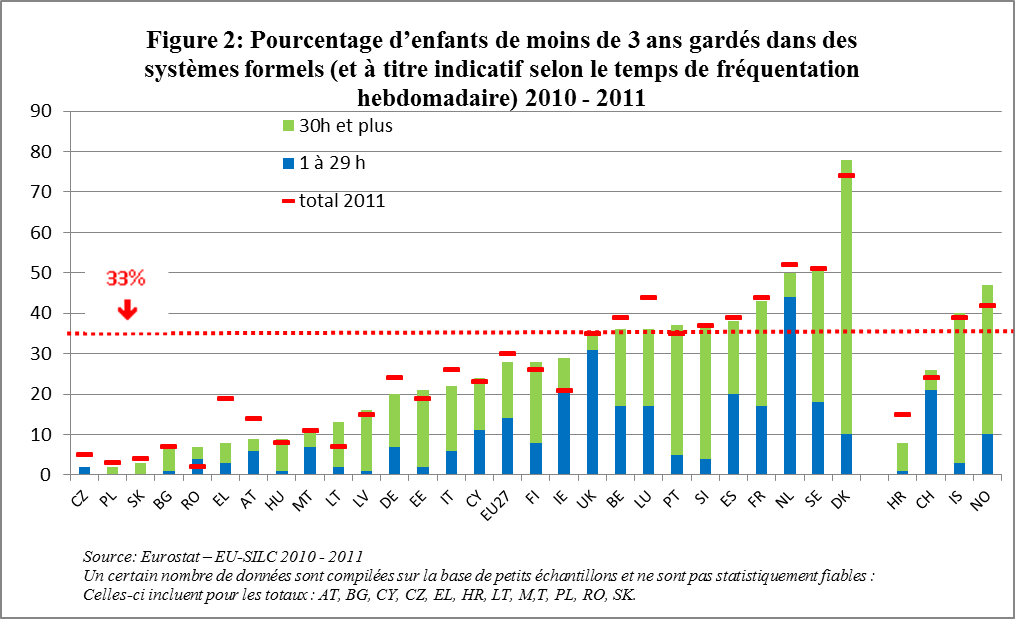 Figure 2: Pourcentage d’enfants de moins de 3 ans gardés dans des
systèmes formels (et à titre indicatif selon le temps de fréquentation
hebdomadaire) 2010 - 2011
90
80
70
60
50
40
30
20
10
0
30h et plus
1 à 29 h
total 2011
33%
CZ
PL
SK
BG
RO
EL
AT
HU
MT
LT
LV
DE
EE
IT
CY
EU27
FI
IE
UK
BE
LU
PT
SI
ES
FR
NL
SE
DK
HR
CH
IS
NO
Source: Eurostat – EU-SILC 2010 - 2011
Un certain nombre de données sont compilées sur la base de petits échantillons et ne sont pas statistiquement fiables :
Celles-ci incluent pour les totaux : AT, BG, CY, CZ, EL, HR, LT, M,T, PL, RO, SK.